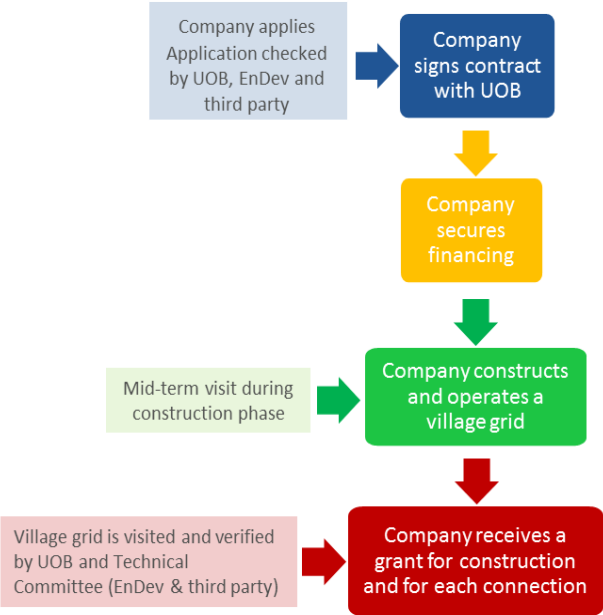 Company applies
Application checked
by UOB, EnDev and
third party
Company
signs contract
with UOB
Company
secures
financing
Mid-term visit during
construction phase
Company constructs
and operates a
village grid
Village grid is visited and verified
by UOB and Technical
Committee (EnDev & third party)
Company receives a
grant for construction
and for each connection